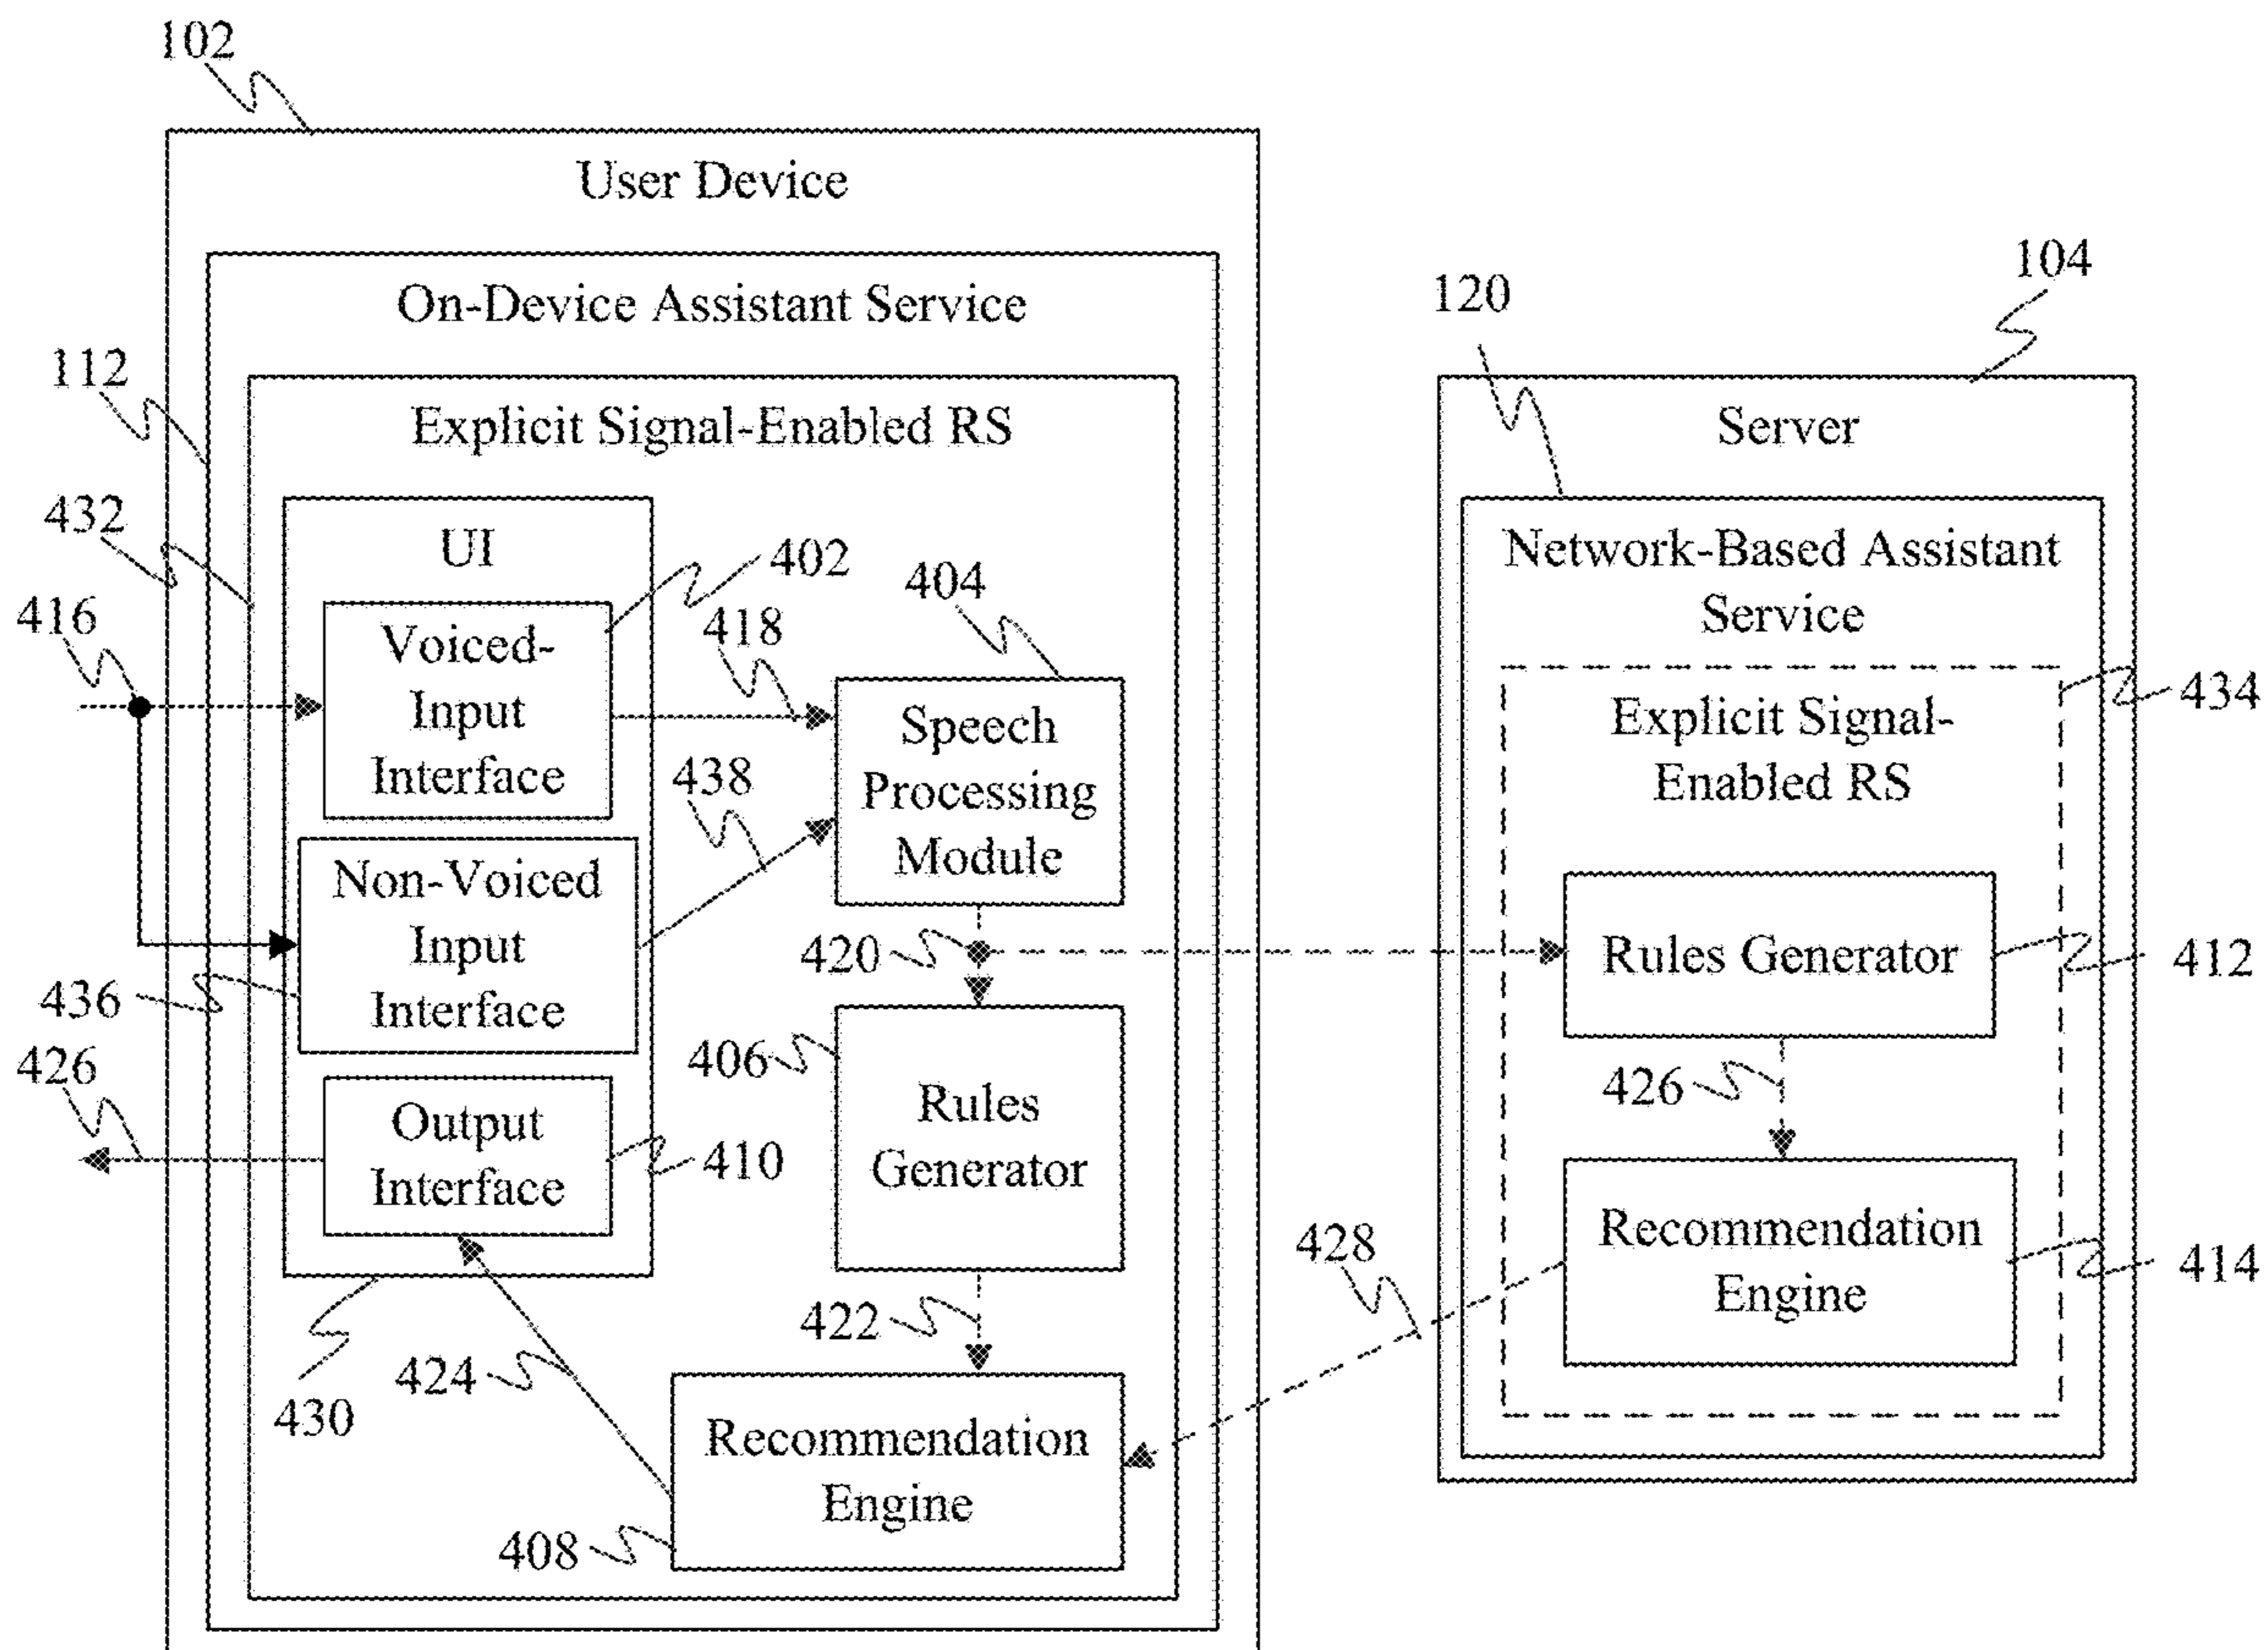 102
User Device
On-Device Assistant Service
104
120
112
Explicit Signal-Enabled RS
Server
432
UI
402
404
Network-Based Assistant
Service
416
Voiced-
Input
Interface
418
434
Explicit Signal-
Enabled RS
Speech
Processing
Module
438
Non-Voiced
Input
Interface
420
Rules Generator
412
436
406
426
426
Rules
Generator
Output
Interface
410
Recommendation
Engine
428
414
422
424
430
Recommendation
Engine
408